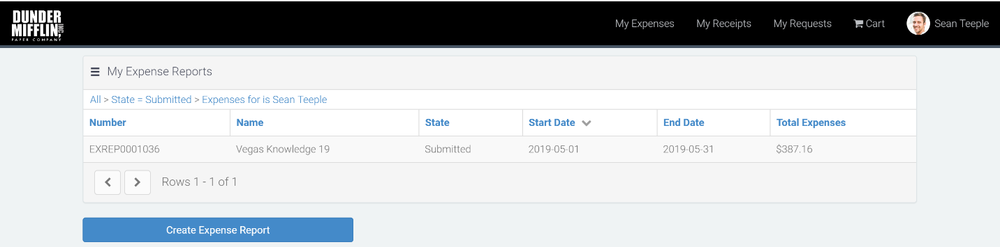 DUNDER
MIFFLIN, INC
PAPER COMPANY
My Expenses My Receipts My Requests Cart Sean Teeple
My Expense Reports
All > State = Submitted > Expenses for is Sean Teeple
Number Name State Start Date End Date Total Expenses
EXREP0001036 Vegas Knowledge 19 Submitted 2019-05-01 2019-05-31 $387.16
Rows 1 - 1 of 1
Create Expense Report